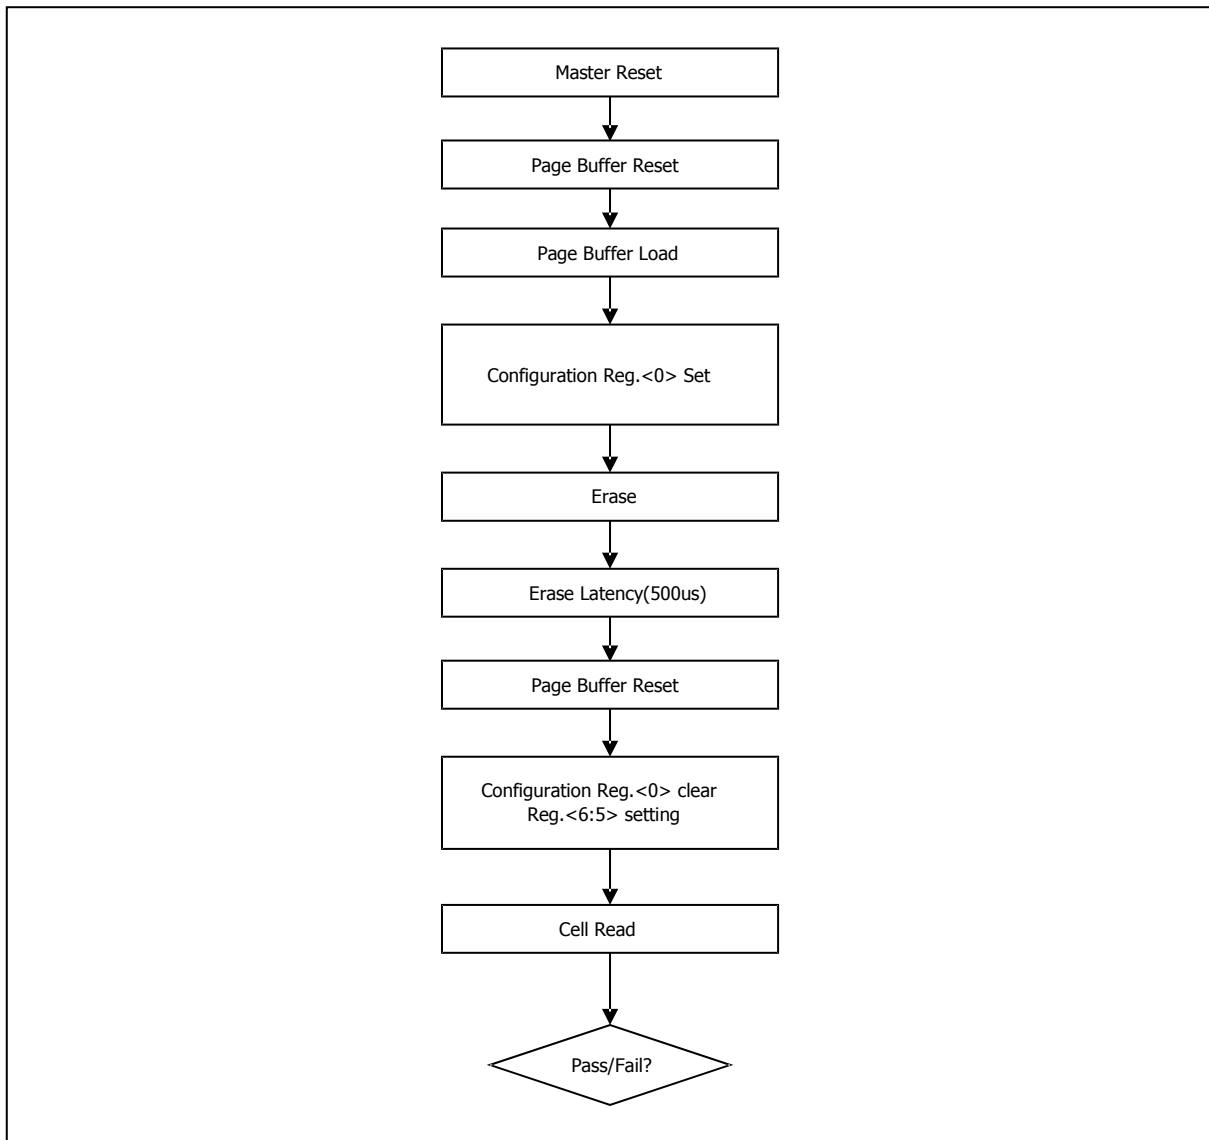 Master Reset
Page Buffer Reset
Page Buffer Load
Configuration Reg.<0> Set
Erase
Erase Latency(500us)
Page Buffer Reset
Configuration Reg.<0> clear
Reg.<6:5> setting
Cell Read
Pass/Fail?